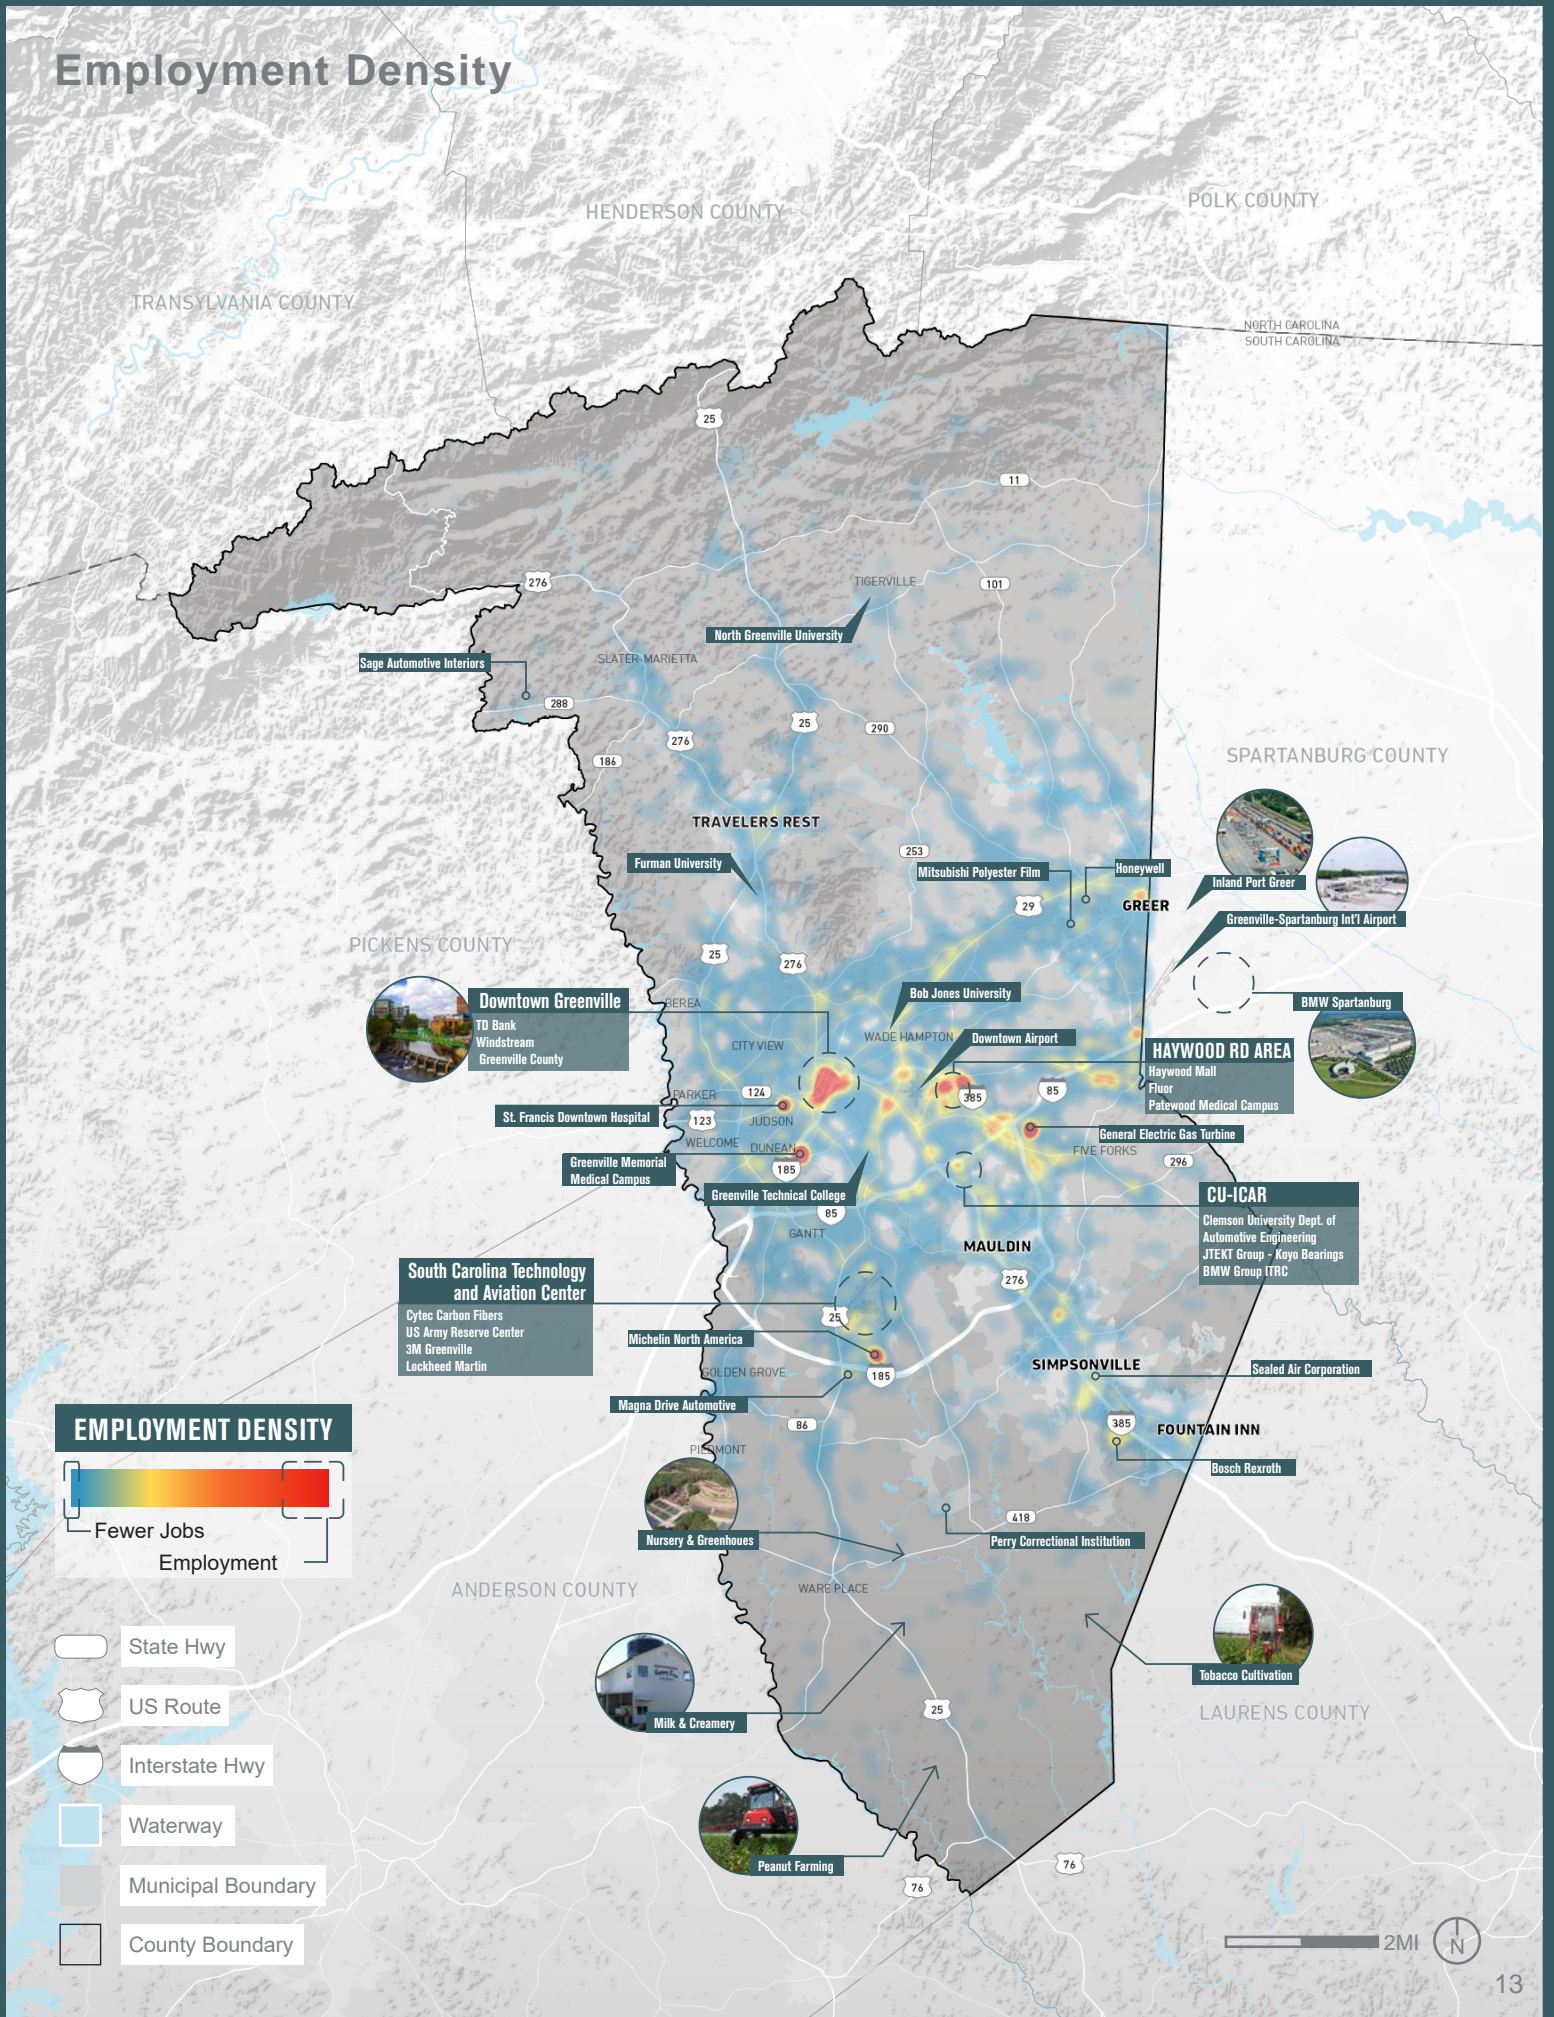 Employment Density
HENDERSON COUNTY
POLK COUNTY
TRANSYLVANIA COUNTY
NORTH CAROLINA
SOUTH CAROLINA
25
11
276
TIGERVILLE
101
North Greenville University
SLATER-MARIETTA
Sage Automotive Interiors
288
25
290
276
186
SPARTANBURG COUNTY
TRAVELERS REST
253
Furman University
Mitsubishi Polyester Film
Honeywell
Inland Port Greer
29
GREER
Greenville-Spartanburg Int'l Airport
PICKENS COUNTY
25
276
Bob Jones University
BMW Spartanburg
Downtown Greenville
TD Bank
Windstream
Greenville County
BEREA
CITY VIEW
WADE HAMPTON
Downtown Airport
HAYWOOD RD AREA
Haywood Mall
Fluor
Patewood Medical Campus
PARKER
124
385
85
St. Francis Downtown Hospital
123
JUDSON
General Electric Gas Turbine
WELCOME
DUNEAN
FIVE FORKS
296
Greenville Memorial
Medical Campus
185
Greenville Technical College
CU-ICAR
Clemson University Dept. of
Automotive Engineering
JTEKT Group - Koyo Bearings
BMW Group ITRC
85
GANTT
MAULDIN
276
South Carolina Technology
and Aviation Center
Cytec Carbon Fibers
US Army Reserve Center
3M Greenville
Lockheed Martin
25
Michelin North America
GOLDEN GROVE
185
SIMPSONVILLE
Sealed Air Corporation
Magna Drive Automotive
86
385
FOUNTAIN INN
PIEDMONT
Bosch Rexroth
EMPLOYMENT DENSITY
Fewer Jobs
Employment
418
Nursery & Greenhoues
Perry Correctional Institution
ANDERSON COUNTY
WARE PLACE
State Hwy
Tobacco Cultivation
US Route
25
LAURENS COUNTY
Milk & Creamery
Interstate Hwy
Waterway
Peanut Farming
76
76
Municipal Boundary
County Boundary
2MI
N
13